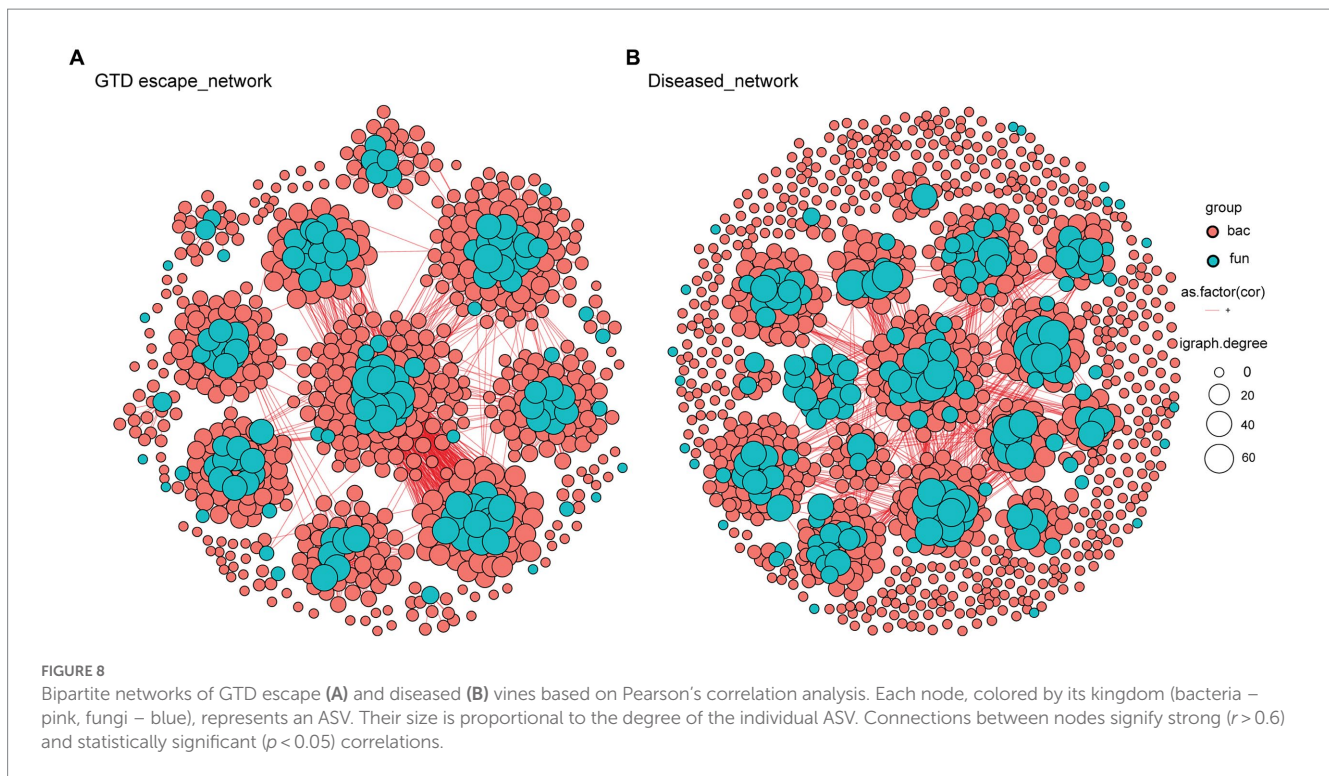 A
GTD escape_network
B
Diseased_network
group
bac
fun
as.factor(cor)
+
igraph.degree
0
20
40
60
FIGURE 8
Bipartite networks of GTD escape (A) and diseased (B) vines based on Pearson’s correlation analysis. Each node, colored by its kingdom (bacteria –
pink, fungi – blue), represents an ASV. Their size is proportional to the degree of the individual ASV. Connections between nodes signify strong (r > 0.6)
and statistically significant (p < 0.05) correlations.